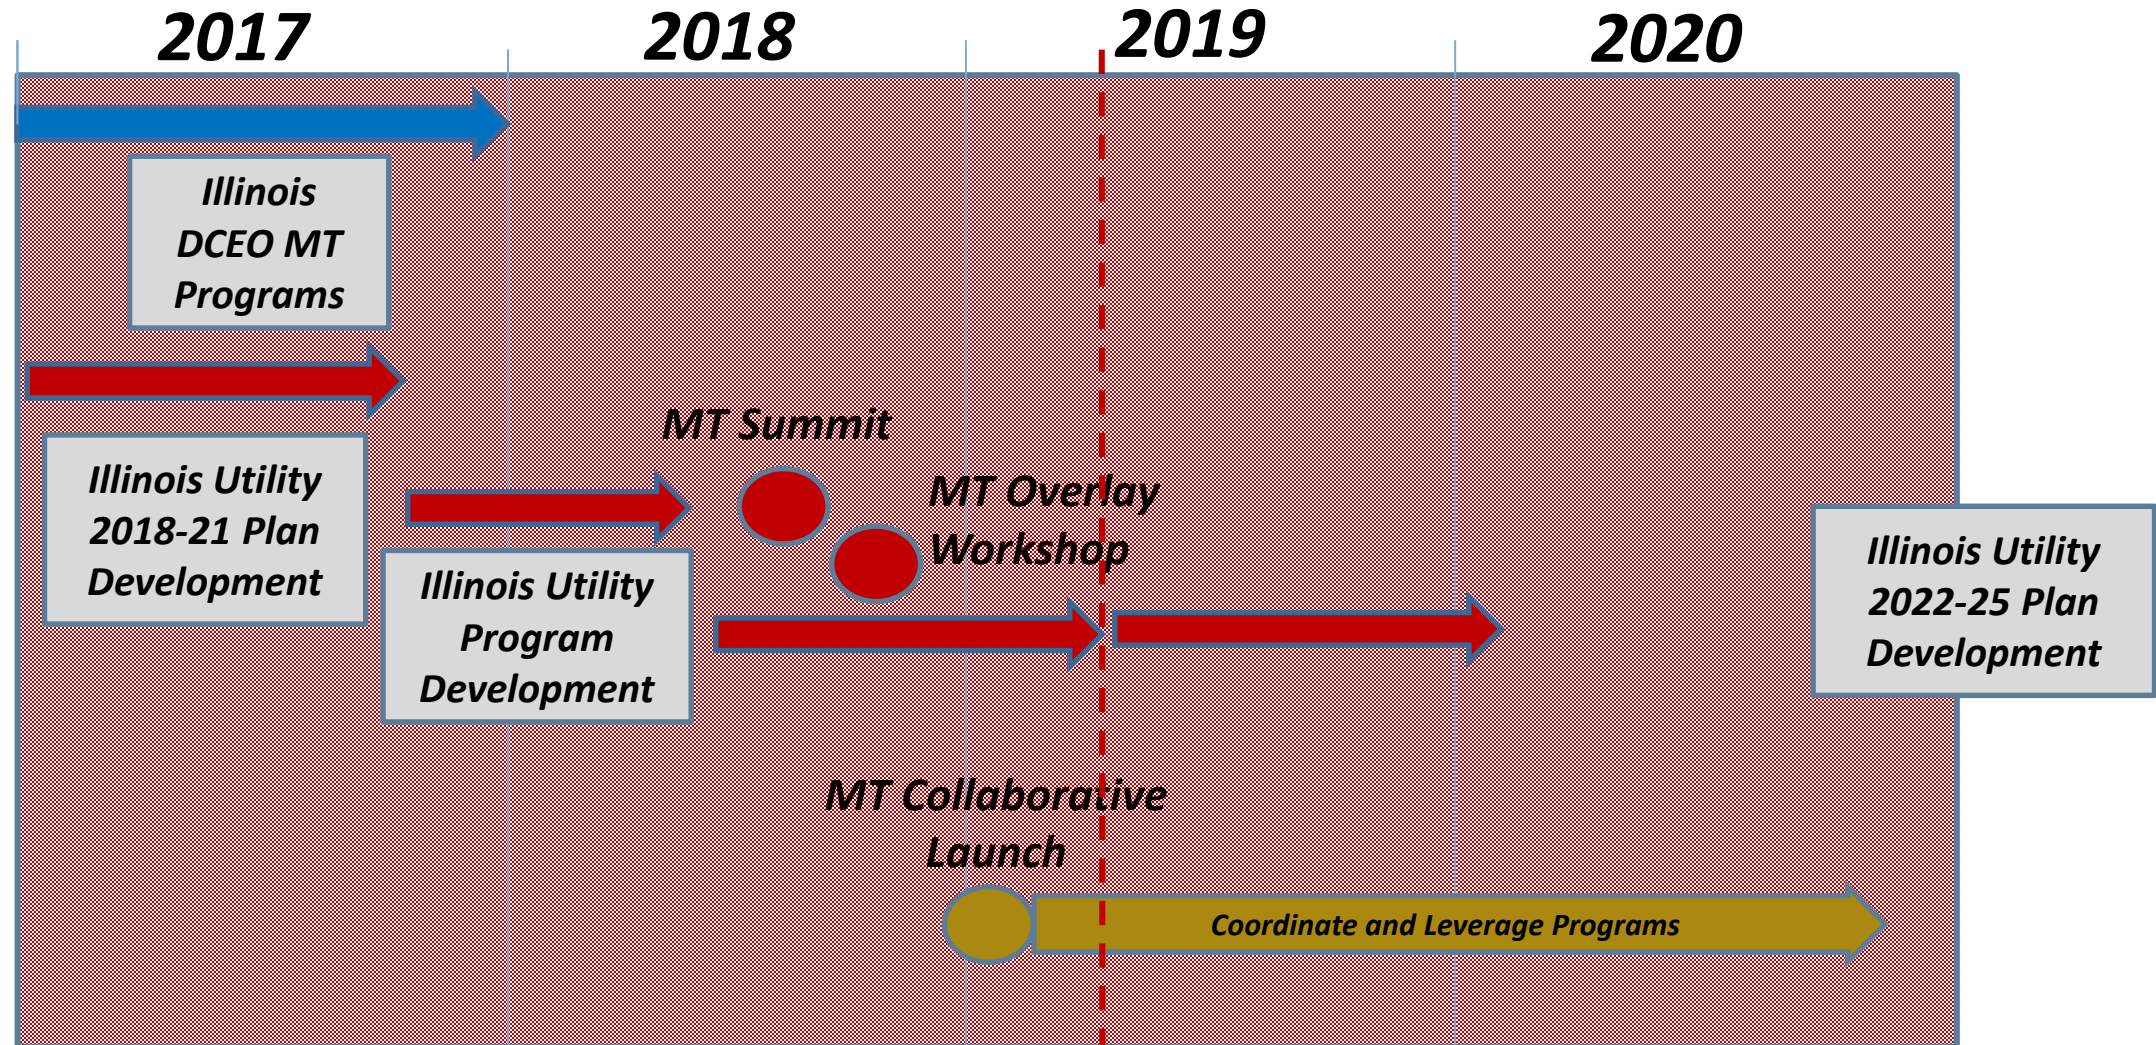 2017
2018
2019
2020
Illinois
DCEO MT
Programs
MT Summit
Illinois Utility
2018-21 Plan
Development
MT Overlay
Workshop
Illinois Utility
Program
Development
Illinois Utility
2022-25 Plan
Development
MT Collaborative
Launch
Coordinate and Leverage Programs